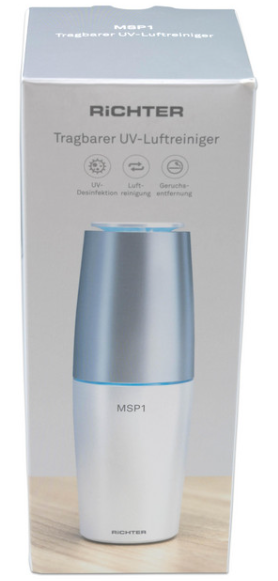 MSP1
Tragbarer UV-Luftreiniger
RiCHTER
Tragbarer UV-Luftreiniger
UV-
Desinfektion
Luft-
reinigung
Geruchs-
entfernung
MSP1
RiCHTER